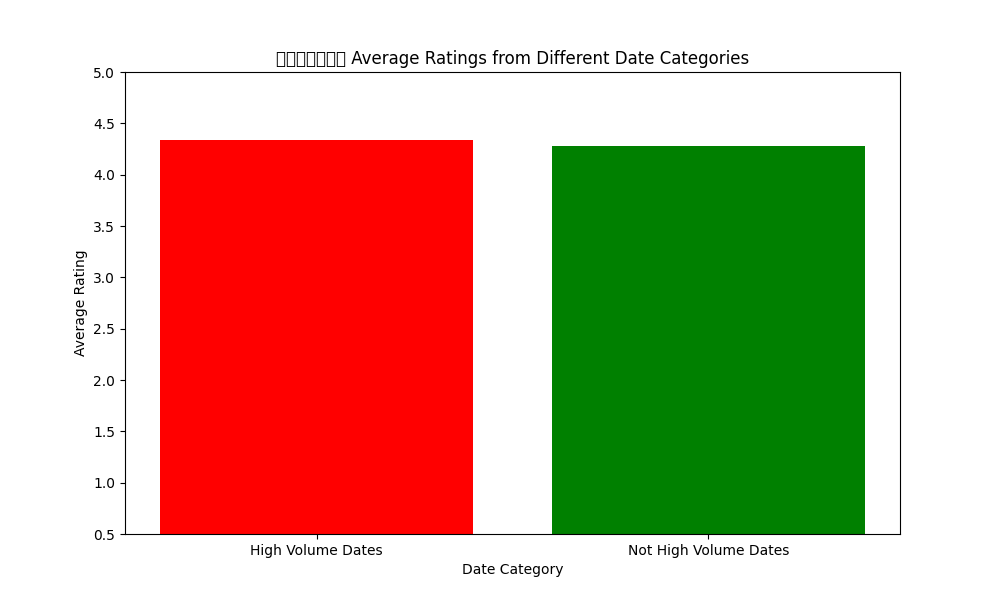 Average Ratings from Different Date Categories
5.0
4.5
4.0
3.5
3.0
2.5
2.0
1.5
1.0
0.5
Average Rating
High Volume Dates
Not High Volume Dates
Date Category